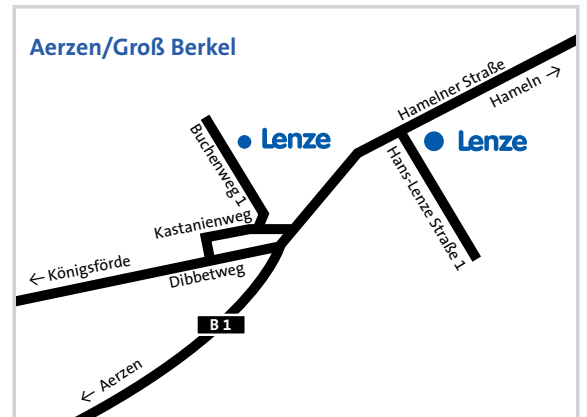 Aerzen/Groß Berkel
Hamelner Straße
Hameln →
Buchenweg 1
Lenze
Lenze
Hans-Lenze Straße 1
Kastanienweg
← Königsförde
Dibbetweg
B 1
← Aerzen